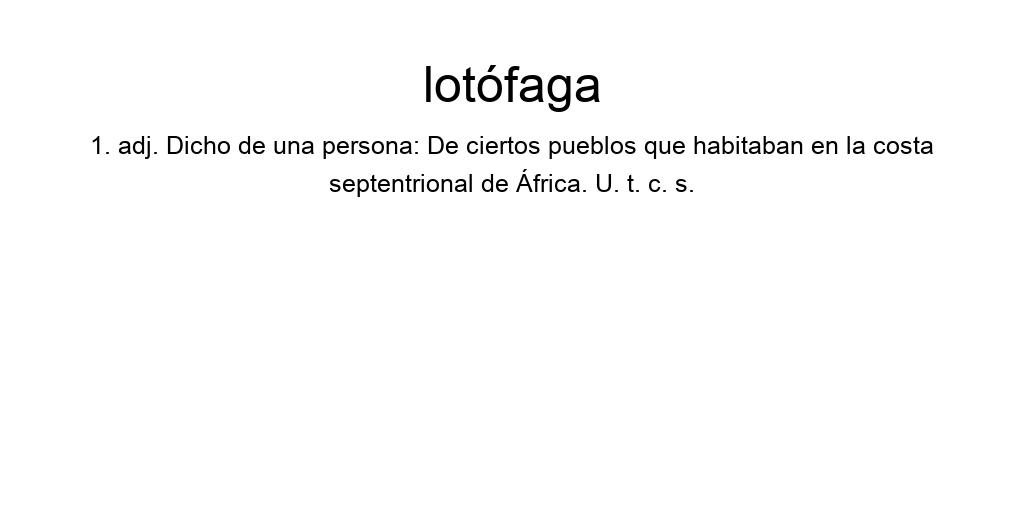 lotófaga
1. adj. Dicho de una persona: De ciertos pueblos que habitaban en la costa
septentrional de África. U. t. c. s.